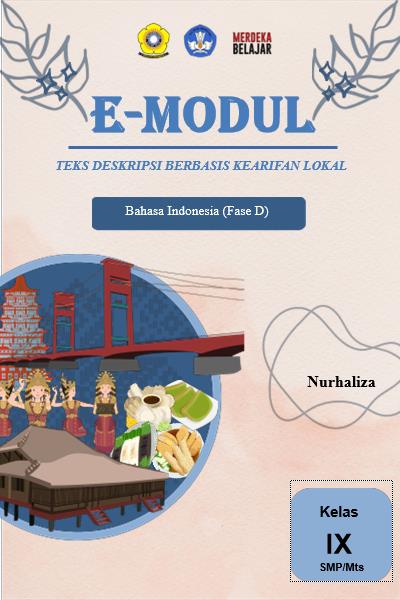 MERDEKA
BELAJAR
E-MODUL
TEKS DESKRIPSI BERBASIS KEARIFAN LOKAL
Bahasa Indonesia (Fase D)
Nurhaliza
Kelas
IX
SMP/Mts